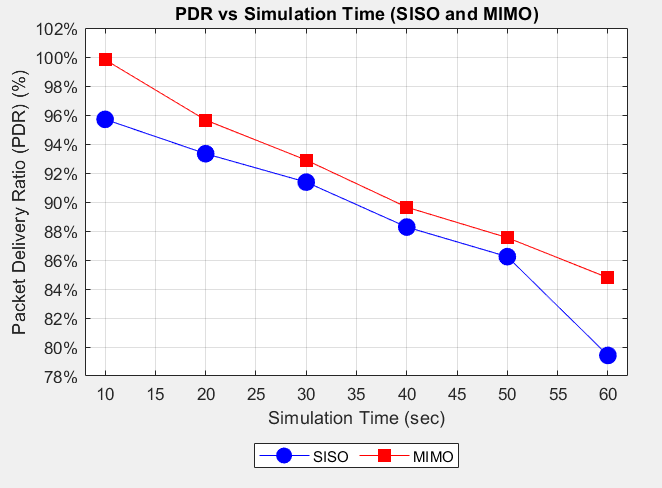 PDR vs Simulation Time (SISO and MIMO)
Packet Delivery Ratio (PDR) (%)
102%
100%
98%
96%
94%
92%
90%
88%
86%
84%
82%
80%
78%
10 15 20 25 30 35 40 45 50 55 60
Simulation Time (sec)
SISO MIMO